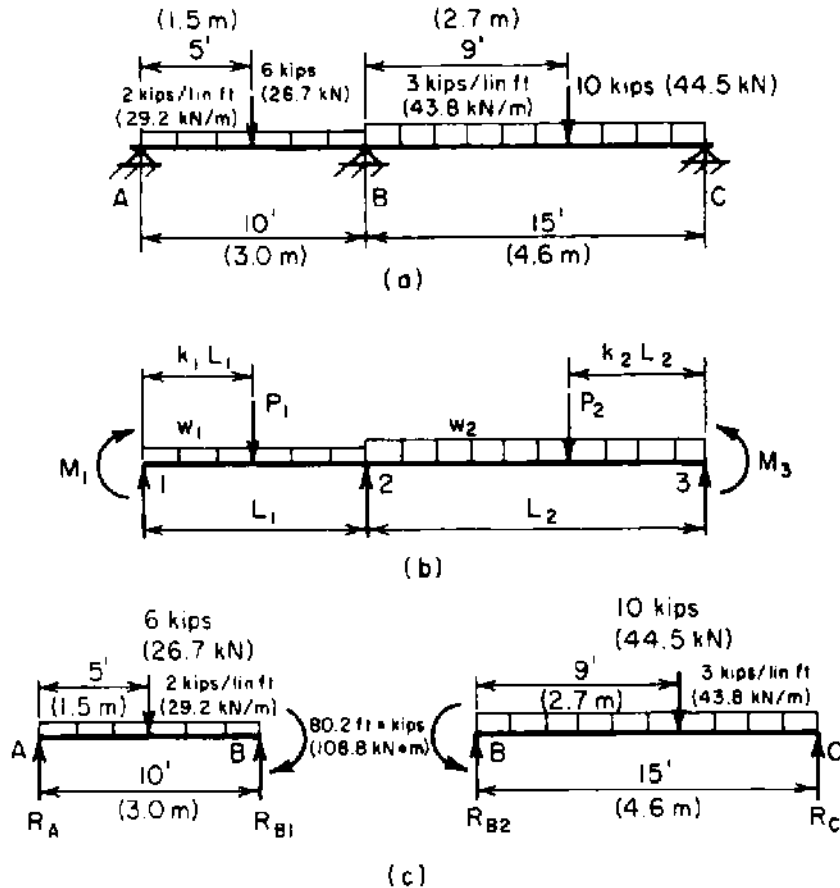 (1.5 m)
5'
(2.7 m)
9'
2 kips/lin ft
(29.2 kN/m)
6 kips
(26.7 kN)
3 kips/lin ft
(43.8 kN/m)
10 kips (44.5 kN)
A
B
C
10'
(3.0 m)
15'
(4.6 m)
(a)
k₁ L₁
k₂ L₂
P₁
P₂
w₁
w₂
M₁
M₃
1
2
3
L₁
L₂
(b)
6 kips
(26.7 kN)
10 kips
(44.5 kN)
5'
(1.5 m)
2 kips/lin ft
(29.2 kN/m)
9'
(2.7 m)
3 kips/lin ft
(43.8 kN/m)
80.2 ft • kips
(108.8 kN•m)
A
B
B
C
10'
(3.0 m)
15'
(4.6 m)
R_A
R_B1
R_B2
R_C
(c)